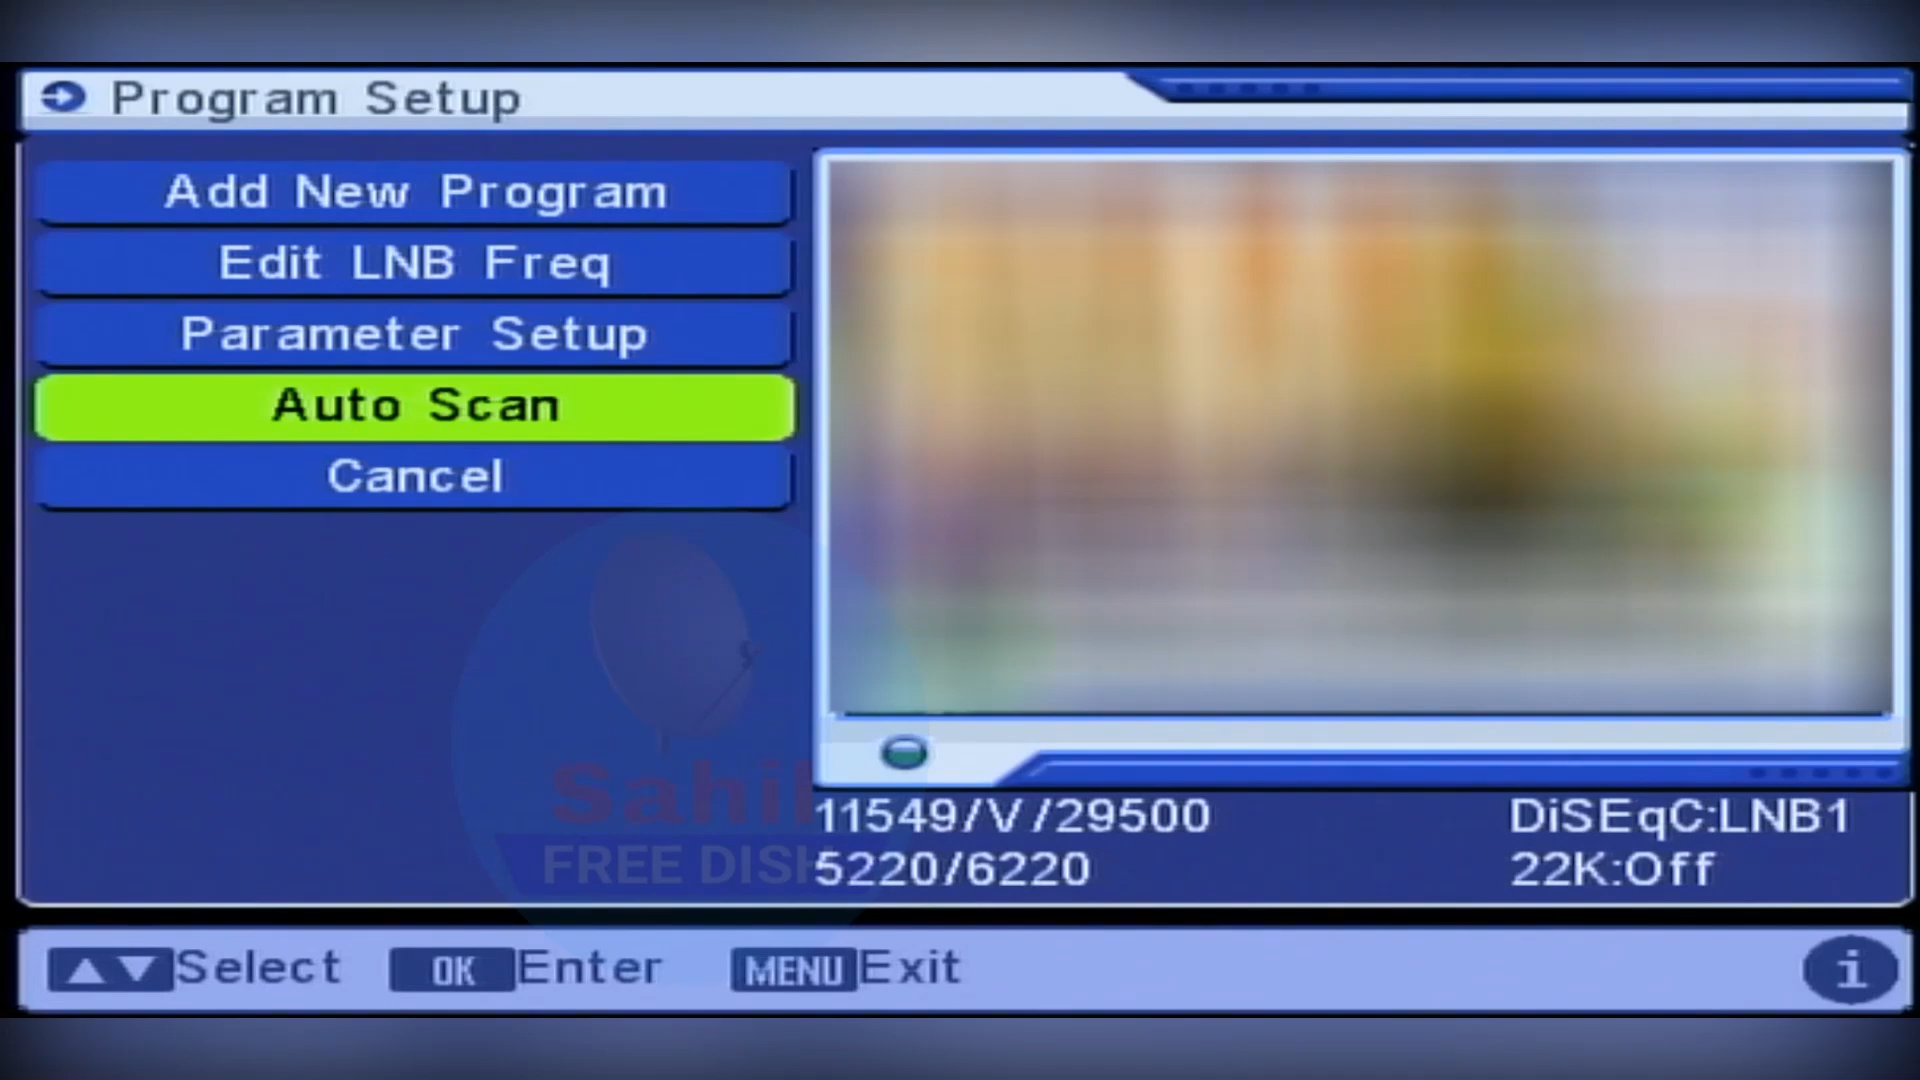 Program Setup
Add New Program
Edit LNB Freq
Parameter Setup
Auto Scan
Cancel
Sahil
FREE DISH
11549/V/29500
DiSEqC:LNB1
5220/6220
22K:Off
▲▼Select OK Enter MENU Exit i